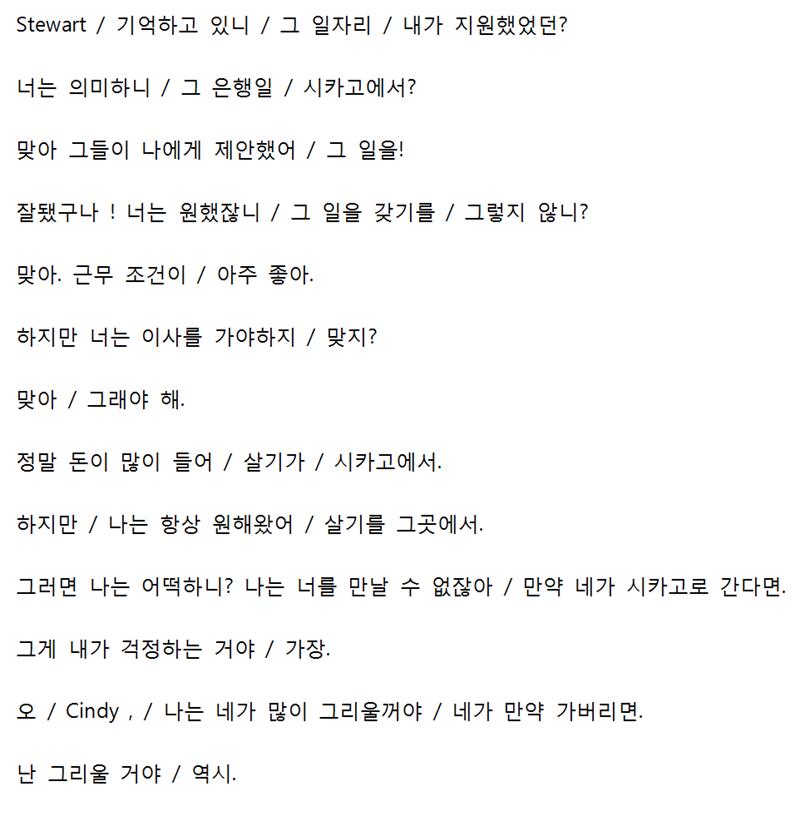 Stewart / 기억하고 있니 / 그 일자리 / 내가 지원했었던?
너는 의미하니 / 그 은행일 / 시카고에서?
맞아 그들이 나에게 제안했어 / 그 일을!
잘됐구나 ! 너는 원했잖니 / 그 일을 갖기를 / 그렇지 않니?
맞아. 근무 조건이 / 아주 좋아.
하지만 너는 이사를 가야하지 / 맞지?
맞아 / 그래야 해.
정말 돈이 많이 들어 / 살기가 / 시카고에서.
하지만 / 나는 항상 원해왔어 / 살기를 그곳에서.
그러면 나는 어떡하니? 나는 너를 만날 수 없잖아 / 만약 네가 시카고로 간다면.
그게 내가 걱정하는 거야 / 가장.
오 / Cindy , / 나는 네가 많이 그리울꺼야 / 네가 만약 가버리면.
난 그리울 거야 / 역시.